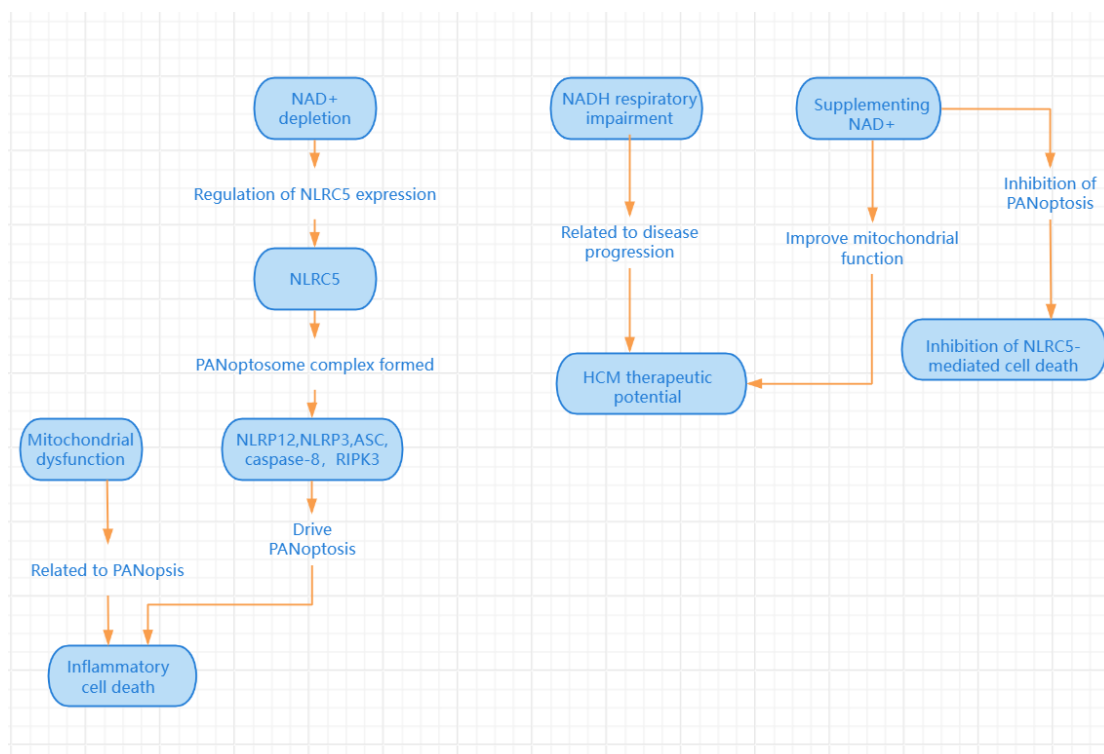 NAD+
depletion
Regulation of NLRC5 expression
NLRC5
PANoptosome complex formed
NLRP12,NLRP3,ASC,
caspase-8，RIPK3
Drive
PANoptosis
Mitochondrial
dysfunction
Related to PANopsis
Inflammatory
cell death
NADH respiratory
impairment
Related to disease
progression
HCM therapeutic
potential
Supplementing
NAD+
Improve mitochondrial
function
Inhibition of
PANoptosis
Inhibition of NLRC5-
mediated cell death